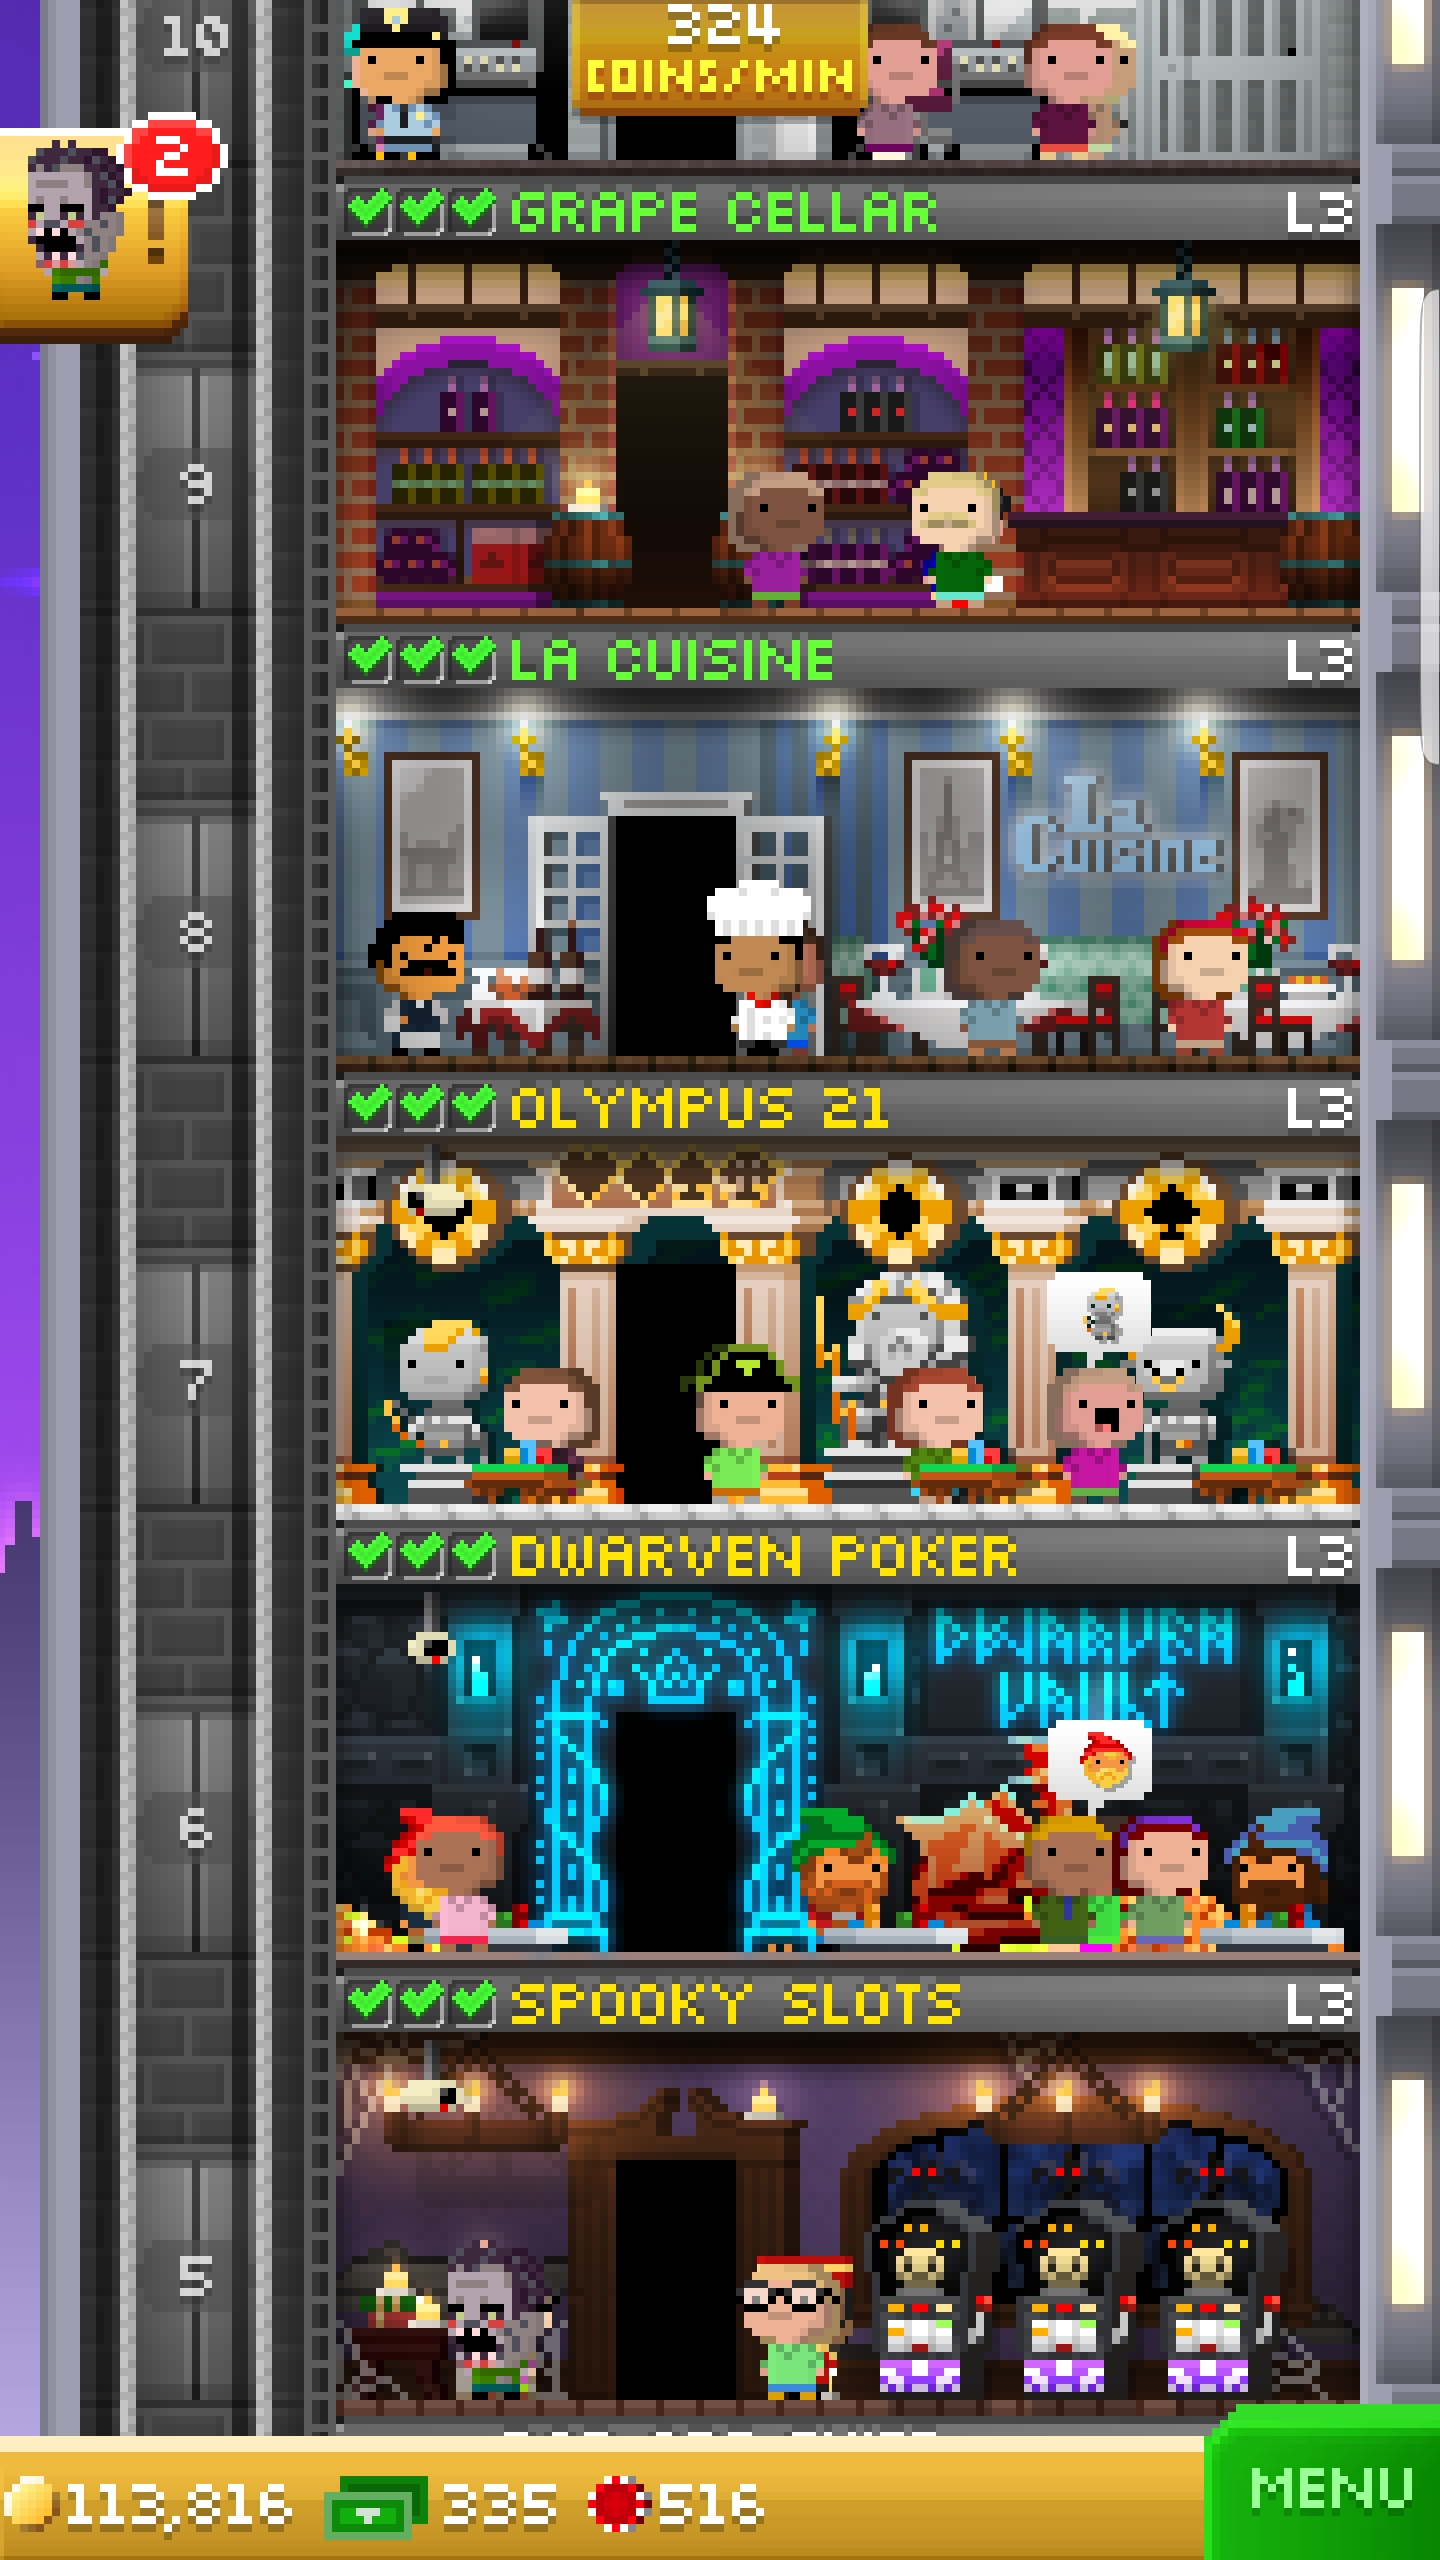 10
324
COINS/MIN
2
!
GRAPE CELLAR
L3
9
LA CUISINE
L3
La
Cuisine
8
OLYMPUS 21
L3
7
DWARVEN POKER
L3
DWARVEN
VAULT
6
SPOOKY SLOTS
L3
5
113,816
335
516
MENU